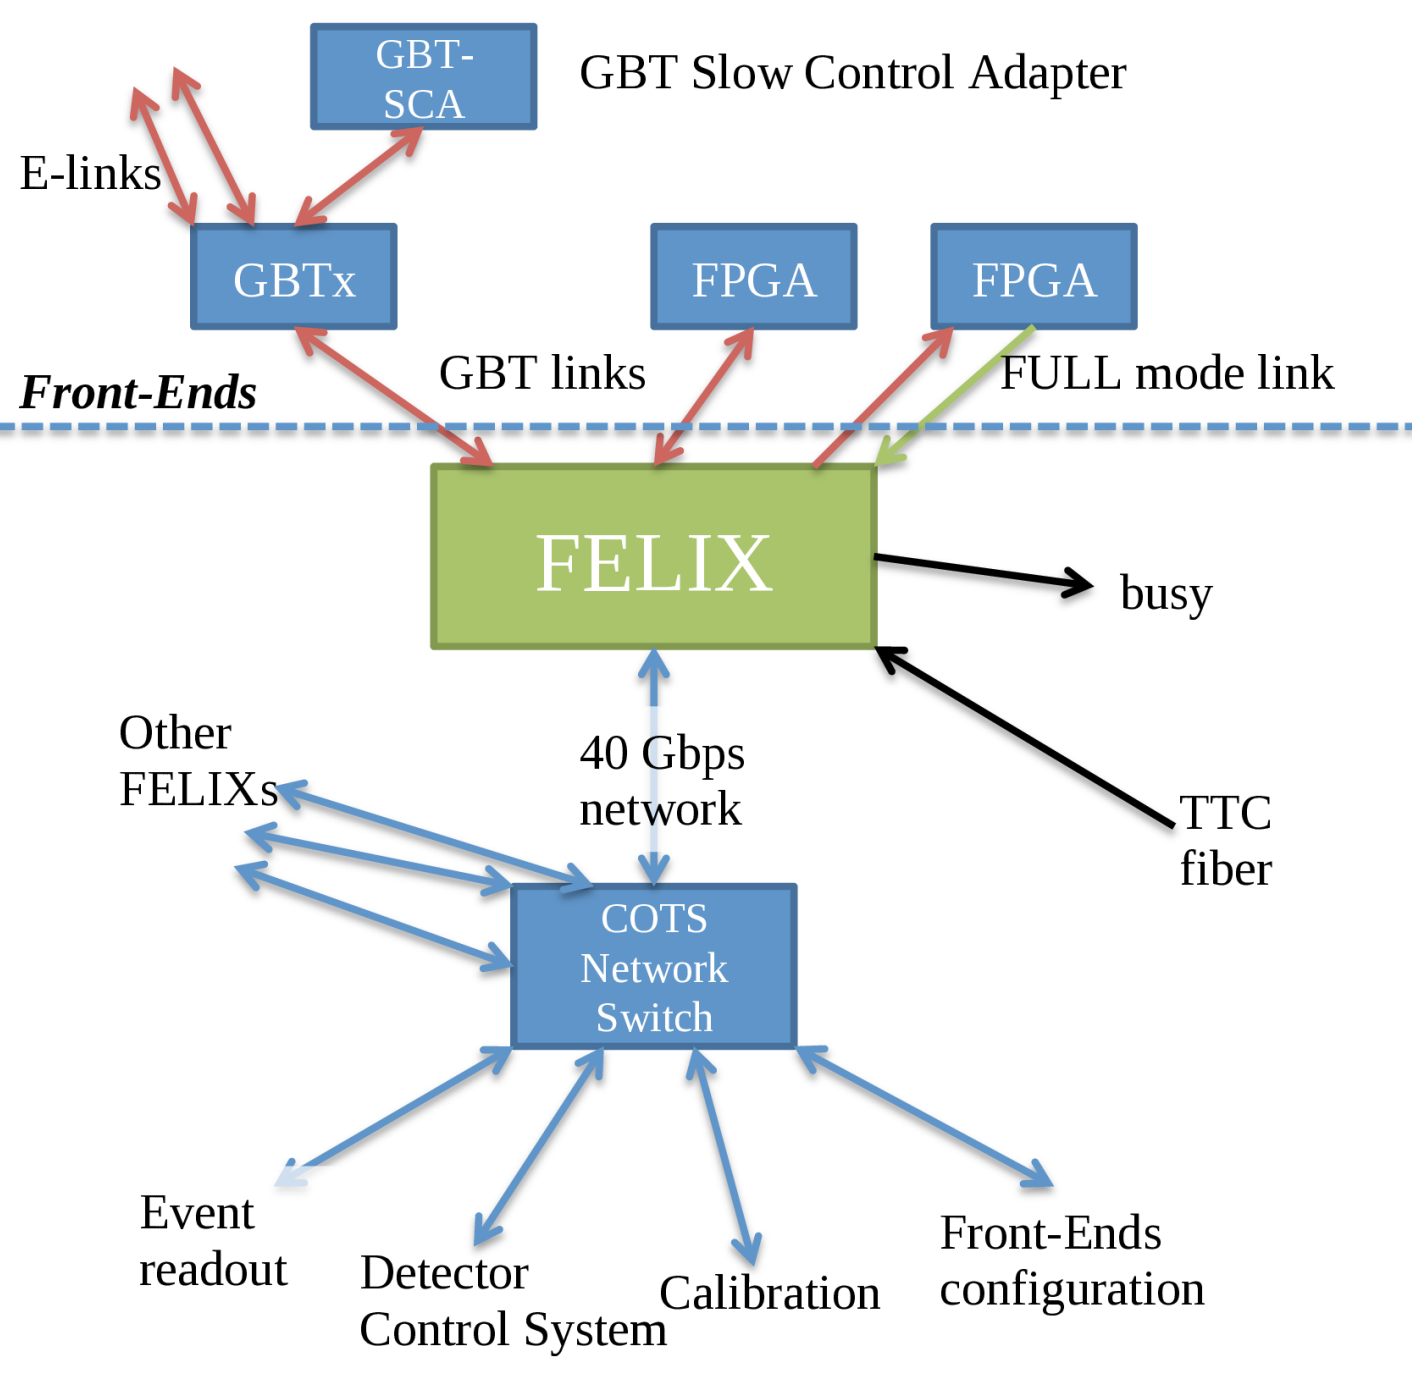 GBT-
SCA
GBT Slow Control Adapter
E-links
GBTx
FPGA
FPGA
GBT links
FULL mode link
Front-Ends
FELIX
busy
Other
FELIXs
40 Gbps
network
TTC
fiber
COTS
Network
Switch
Event
readout
Detector
Control System
Calibration
Front-Ends
configuration